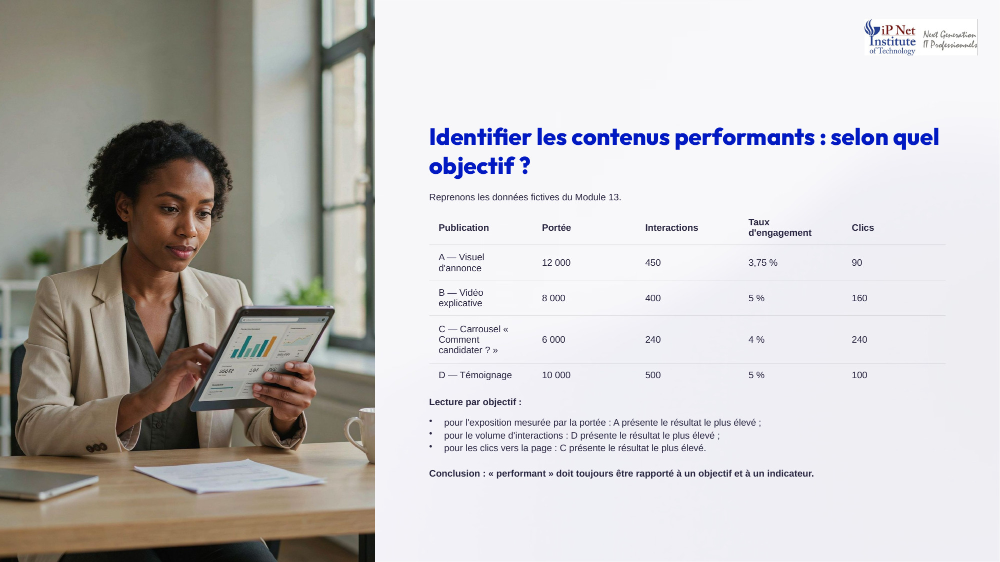 iP Net
Institute
of Technology
Next Generation
IT Professionnels
Identifier les contenus performants : selon quel
objectif ?
Reprenons les données fictives du Module 13.
Publication Portée Interactions Taux d'engagement Clics
A — Visuel d'annonce 12 000 450 3,75 % 90
B — Vidéo explicative 8 000 400 5 % 160
C — Carrousel « Comment candidater ? » 6 000 240 4 % 240
D — Témoignage 10 000 500 5 % 100
Lecture par objectif :
• pour l'exposition mesurée par la portée : A présente le résultat le plus élevé ;
• pour le volume d'interactions : D présente le résultat le plus élevé ;
• pour les clics vers la page : C présente le résultat le plus élevé.
Conclusion : « performant » doit toujours être rapporté à un objectif et à un indicateur.